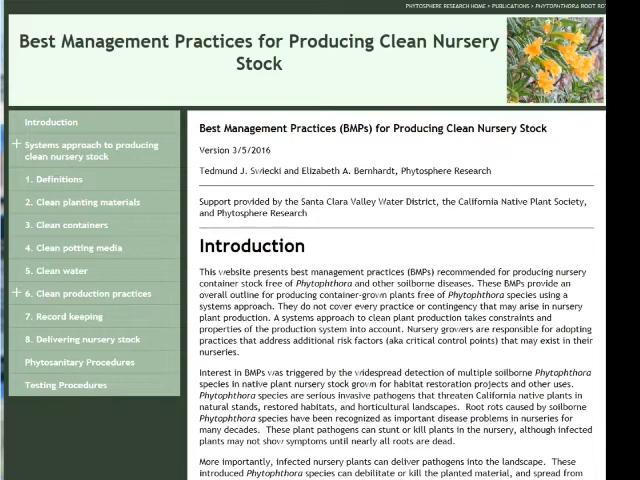 PHYTOSPHERE RESEARCH HOME > PUBLICATIONS > PHYTOPHTHORA ROOT
Best Management Practices for Producing Clean Nursery
Stock
Introduction
Systems approach to producing
clean nursery stock
1. Definitions
2. Clean planting materials
3. Clean containers
4. Clean potting media
5. Clean water
6. Clean production practices
7. Record keeping
8. Delivering nursery stock
Phytosanitary Procedures
Testing Procedures
Best Management Practices (BMPs) for Producing Clean Nursery Stock
Version 3/5/2016
Tedmund J. Swiecki and Elizabeth A. Bernhardt, Phytosphere Research
Support provided by the Santa Clara Valley Water District, the California Native Plant Society,
and Phytosphere Research
Introduction
This website presents best management practices (BMPs) recommended for producing nursery
container stock free of Phytophthora and other soilborne diseases. These BMPs provide an
overall outline for producing container-grown plants free of Phytophthora species using a
systems approach. They do not cover every practice or contingency that may arise in nursery
plant production. A systems approach to clean plant production takes constraints and
properties of the production system into account. Nursery growers are responsible for adopting
practices that address additional risk factors (aka critical control points) that may exist in their
nurseries.
Interest in BMPs was triggered by the widespread detection of multiple soilborne Phytophthora
species in native plant nursery stock grown for habitat restoration projects and other uses.
Phytophthora species are serious invasive pathogens that threaten California native plants in
natural stands, restored habitats, and horticultural landscapes. Root rots caused by soilborne
Phytophthora species have been recognized as important disease problems in nurseries for
many decades. These plant pathogens can stunt or kill plants in the nursery, although infected
plants may not show symptoms until nearly all roots are dead.
More importantly, infected nursery plants can deliver pathogens into the landscape. These
introduced Phytophthora species can debilitate or kill the planted material, and spread from